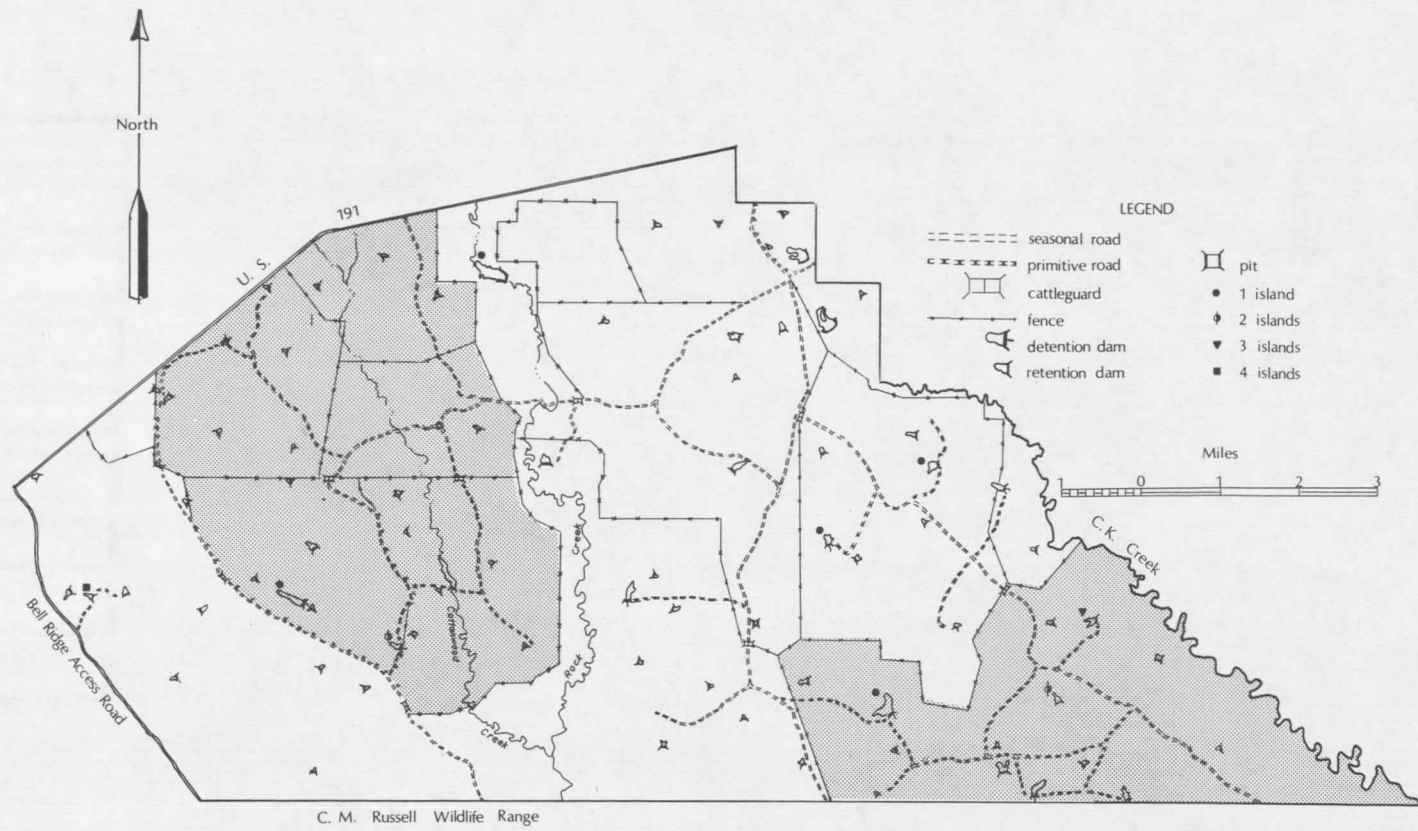 North
U. S. 191
LEGEND
seasonal road
primitive road
cattleguard
fence
detention dam
retention dam
pit
1 island
2 islands
3 islands
4 islands
Miles
1 0 1 2 3
C.K. Creek
Rock Creek
Cottonwood Creek
Bell Ridge Access Road
C. M. Russell Wildlife Range